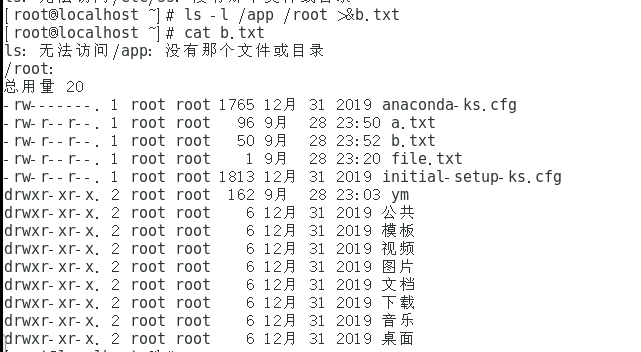 [root@localhost ~]# ls -l /app /root >&b.txt
[root@localhost ~]# cat b.txt
ls: 无法访问/app: 没有那个文件或目录
/root:
总用量 20
-rw-------. 1 root root 1765 12月 31 2019 anaconda-ks.cfg
-rw-r--r--. 1 root root   96 9月  28 23:50 a.txt
-rw-r--r--. 1 root root   50 9月  28 23:52 b.txt
-rw-r--r--. 1 root root    1 9月  28 23:20 file.txt
-rw-r--r--. 1 root root 1813 12月 31 2019 initial-setup-ks.cfg
drwxr-xr-x. 2 root root  162 9月  28 23:03 ym
drwxr-xr-x. 2 root root    6 12月 31 2019 公共
drwxr-xr-x. 2 root root    6 12月 31 2019 模板
drwxr-xr-x. 2 root root    6 12月 31 2019 视频
drwxr-xr-x. 2 root root    6 12月 31 2019 图片
drwxr-xr-x. 2 root root    6 12月 31 2019 文档
drwxr-xr-x. 2 root root    6 12月 31 2019 下载
drwxr-xr-x. 2 root root    6 12月 31 2019 音乐
drwxr-xr-x. 2 root root    6 12月 31 2019 桌面